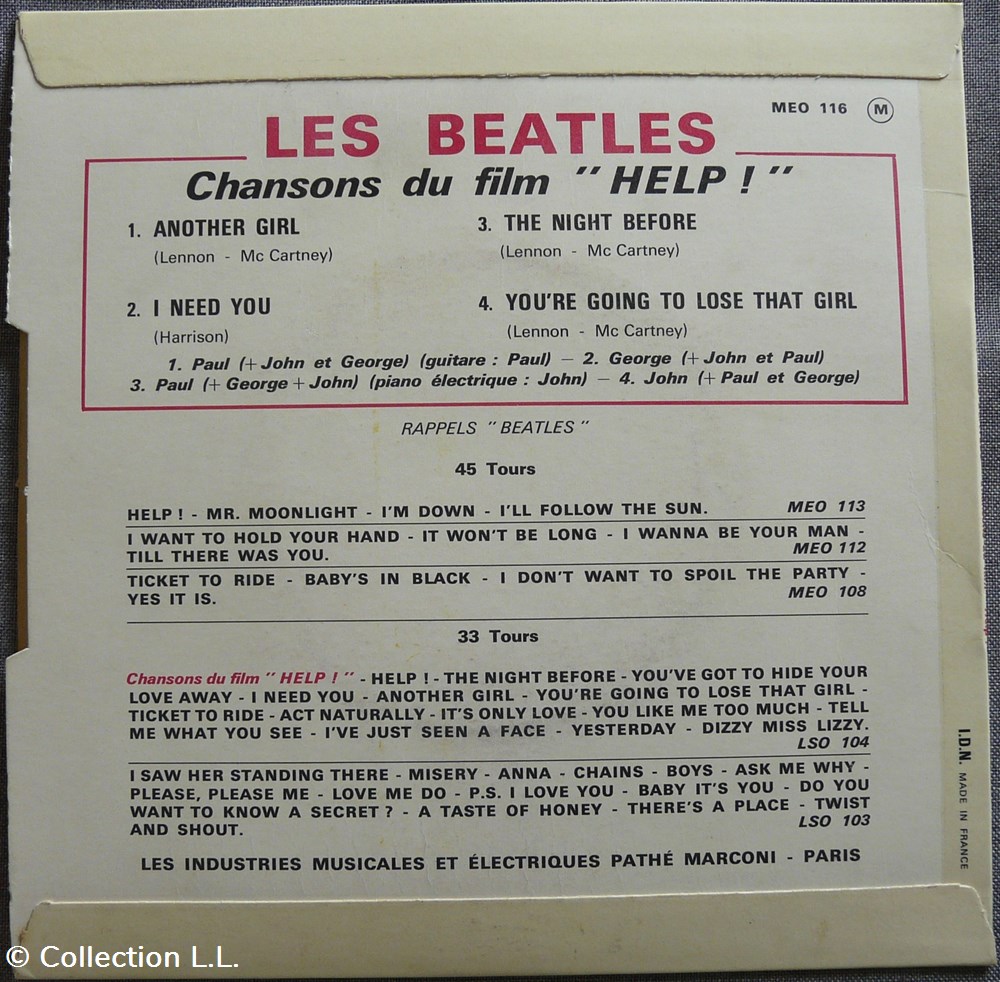 MEO 116 M
LES BEATLES
Chansons du film " HELP ! "
1. ANOTHER GIRL
(Lennon - Mc Cartney)
2. I NEED YOU
(Harrison)
3. THE NIGHT BEFORE
(Lennon - Mc Cartney)
4. YOU'RE GOING TO LOSE THAT GIRL
(Lennon - Mc Cartney)
1. Paul (+ John et George) (guitare : Paul) — 2. George (+ John et Paul)
3. Paul (+ George + John) (piano électrique : John) — 4. John (+ Paul et George)
RAPPELS " BEATLES "
45 Tours
HELP ! - MR. MOONLIGHT - I'M DOWN - I'LL FOLLOW THE SUN. MEO 113
I WANT TO HOLD YOUR HAND - IT WON'T BE LONG - I WANNA BE YOUR MAN -
TILL THERE WAS YOU. MEO 112
TICKET TO RIDE - BABY'S IN BLACK - I DON'T WANT TO SPOIL THE PARTY -
YES IT IS. MEO 108
33 Tours
Chansons du film " HELP ! " - HELP ! - THE NIGHT BEFORE - YOU'VE GOT TO HIDE YOUR
LOVE AWAY - I NEED YOU - ANOTHER GIRL - YOU'RE GOING TO LOSE THAT GIRL -
TICKET TO RIDE - ACT NATURALLY - IT'S ONLY LOVE - YOU LIKE ME TOO MUCH - TELL
ME WHAT YOU SEE - I'VE JUST SEEN A FACE - YESTERDAY - DIZZY MISS LIZZY.
LSO 104
I SAW HER STANDING THERE - MISERY - ANNA - CHAINS - BOYS - ASK ME WHY -
PLEASE, PLEASE ME - LOVE ME DO - P.S. I LOVE YOU - BABY IT'S YOU - DO YOU
WANT TO KNOW A SECRET ? - A TASTE OF HONEY - THERE'S A PLACE - TWIST
AND SHOUT. LSO 103
LES INDUSTRIES MUSICALES ET ÉLECTRIQUES PATHÉ MARCONI - PARIS
I.D.N. MADE IN FRANCE
© Collection L.L.